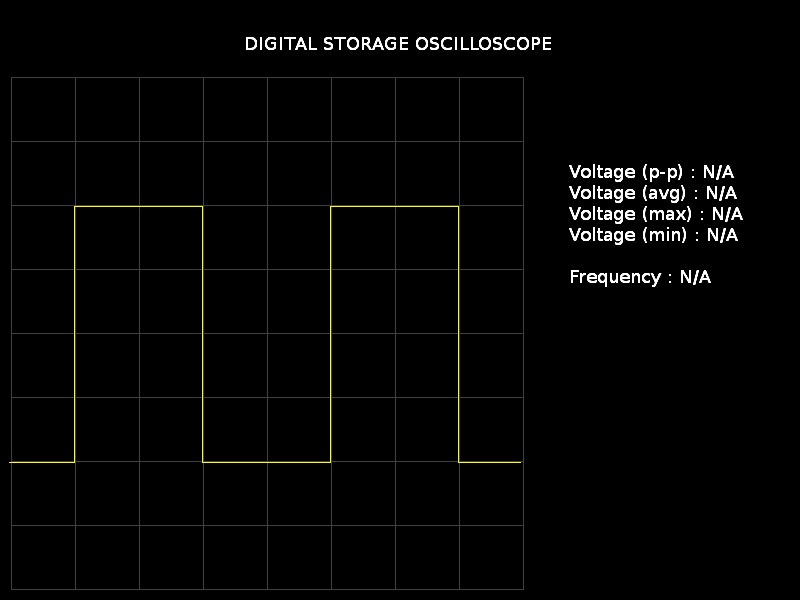 DIGITAL STORAGE OSCILLOSCOPE
Voltage (p-p) : N/A
Voltage (avg) : N/A
Voltage (max) : N/A
Voltage (min) : N/A
Frequency : N/A